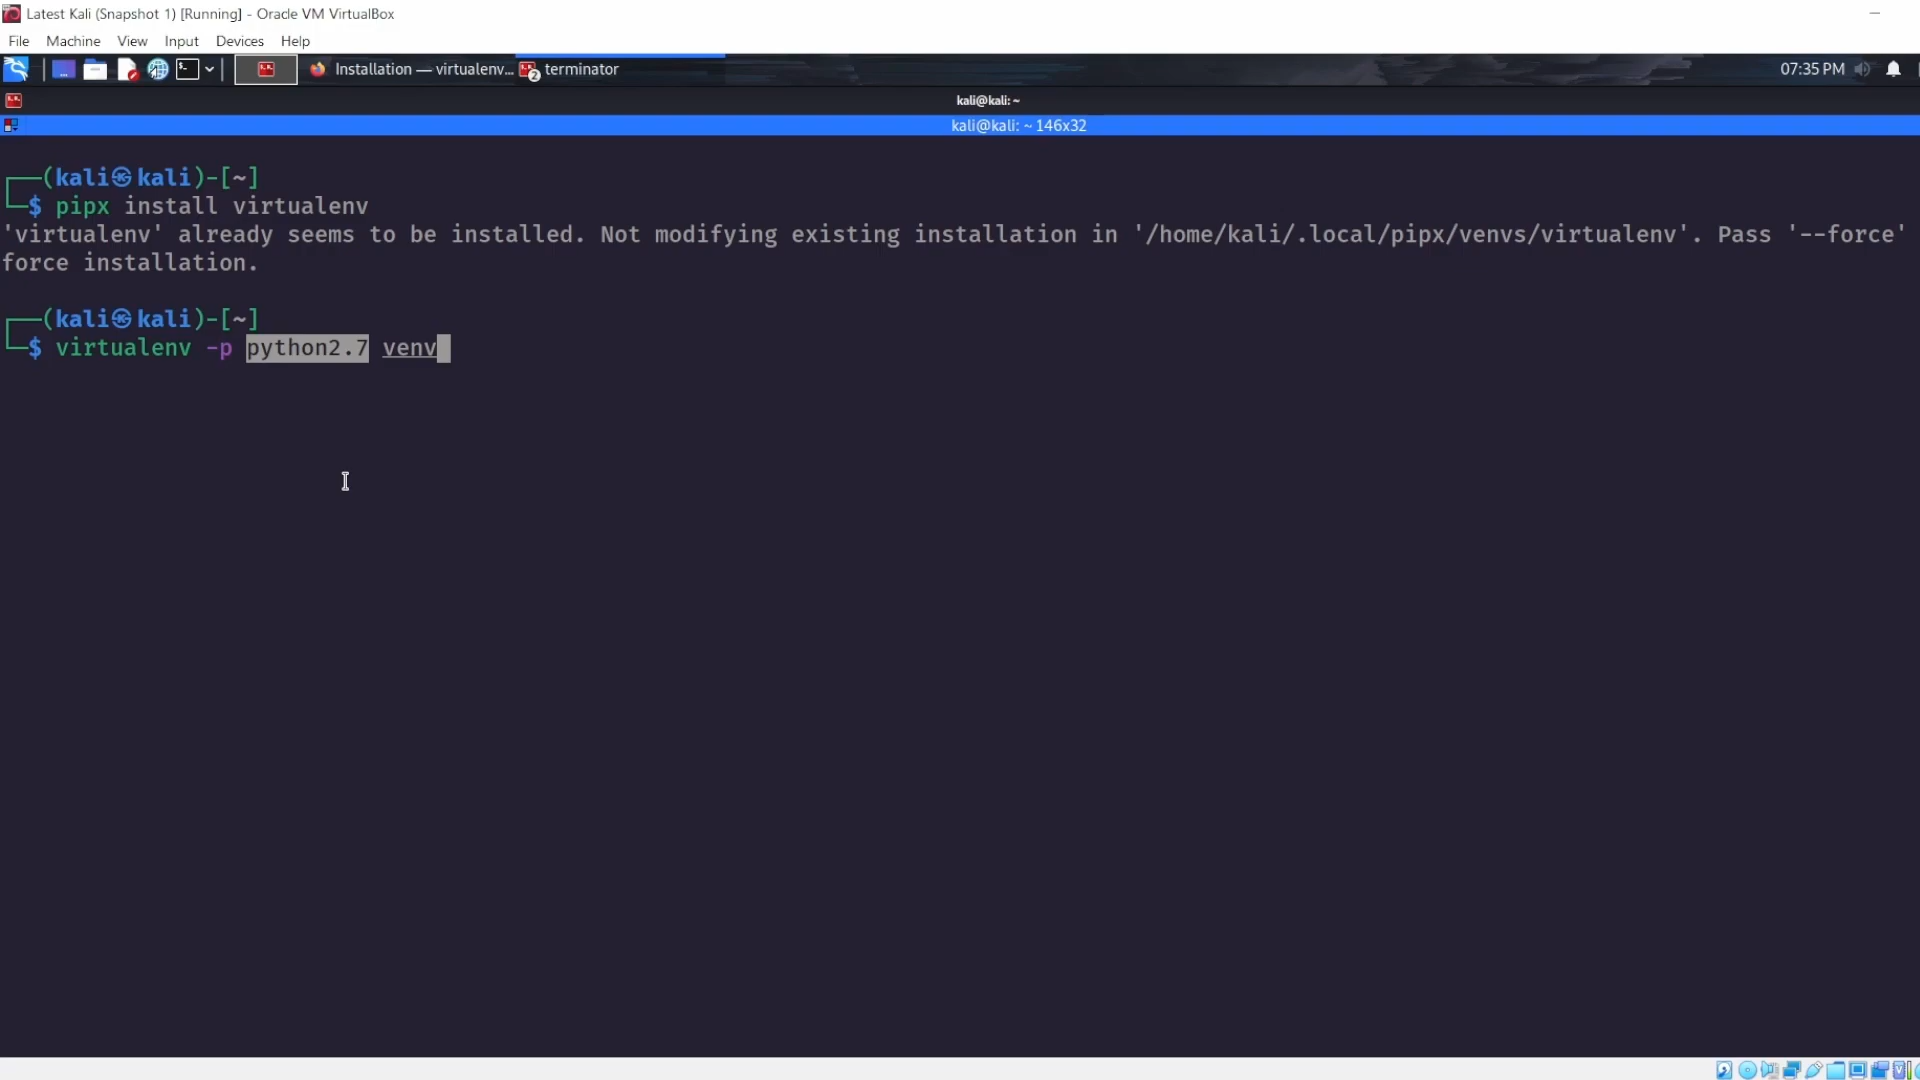 Latest Kali (Snapshot 1) [Running] - Oracle VM VirtualBox
File Machine View Input Devices Help
Installation — virtualenv... 2 terminator 07:35 PM
kali@kali: ~
kali@kali: ~ 146x32
┌──(kali㉿kali)-[~]
└─$ pipx install virtualenv
'virtualenv' already seems to be installed. Not modifying existing installation in '/home/kali/.local/pipx/venvs/virtualenv'. Pass '--force'
force installation.
┌──(kali㉿kali)-[~]
└─$ virtualenv -p python2.7 venv